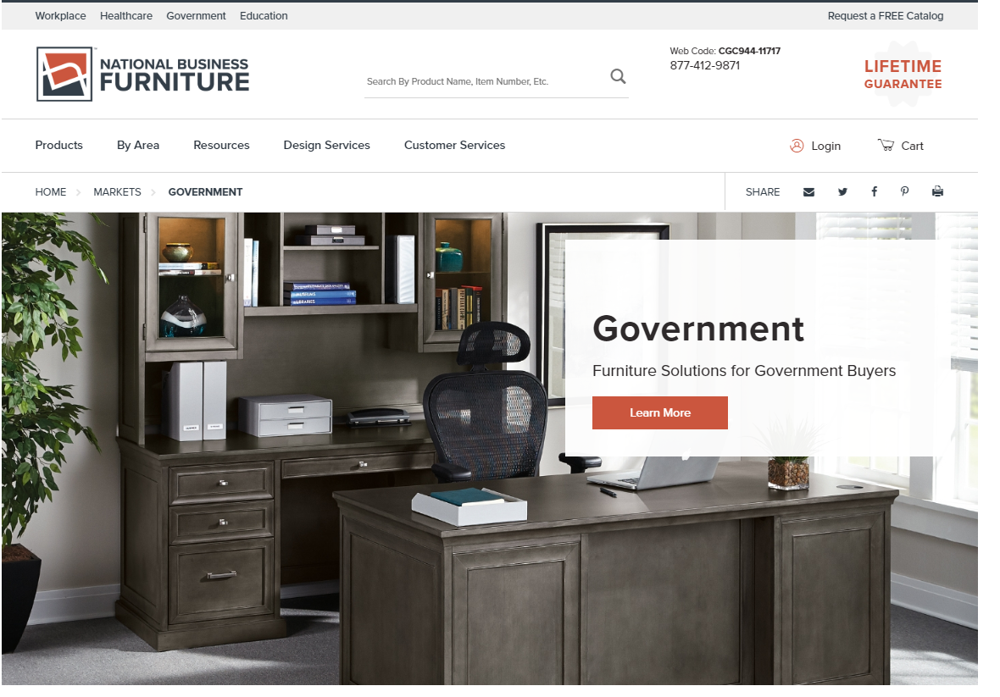 Workplace Healthcare Government Education
Request a FREE Catalog
NATIONAL BUSINESS
FURNITURE
Search By Product Name, Item Number, Etc.
Web Code: CGC944-11717
877-412-9871
LIFETIME
GUARANTEE
Products By Area Resources Design Services Customer Services
Login Cart
HOME MARKETS GOVERNMENT
SHARE
Government
Furniture Solutions for Government Buyers
Learn More